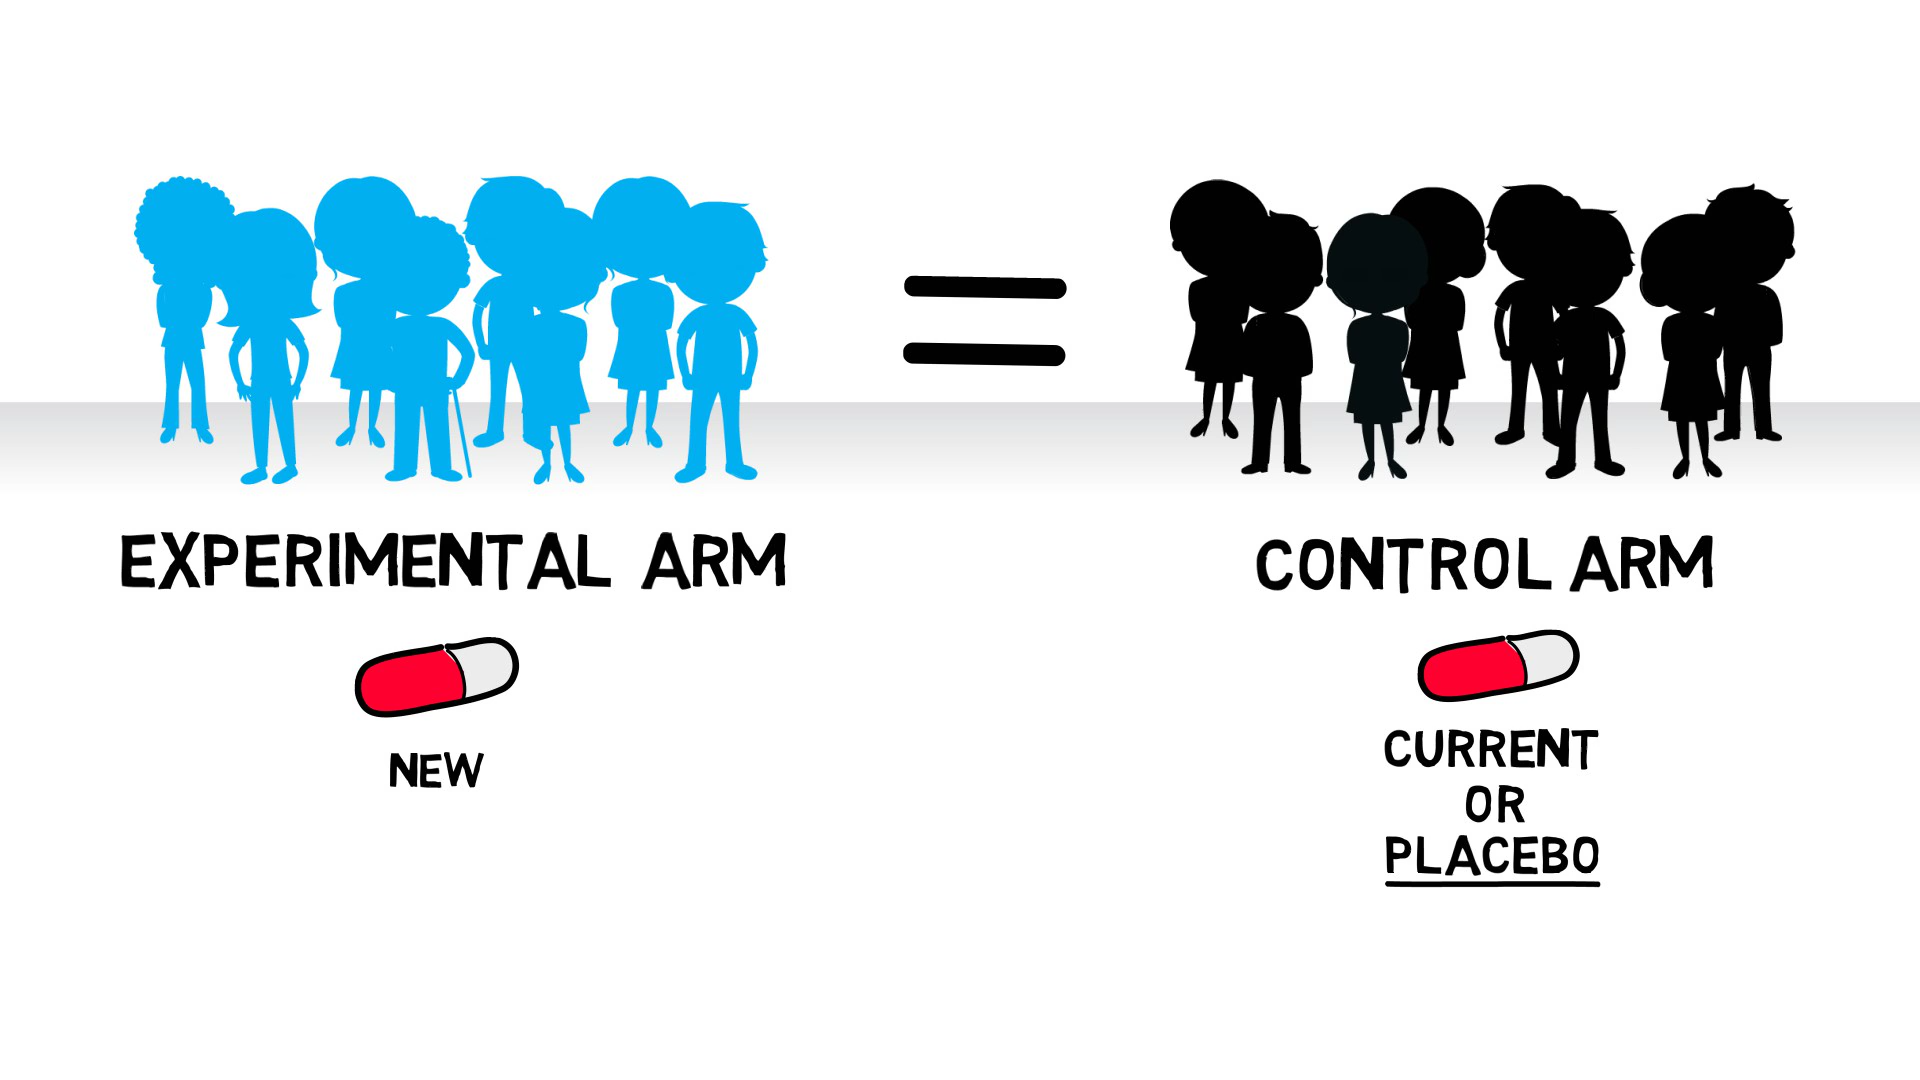 EXPERIMENTAL ARM
CONTROL ARM
NEW
CURRENT
OR
PLACEBO